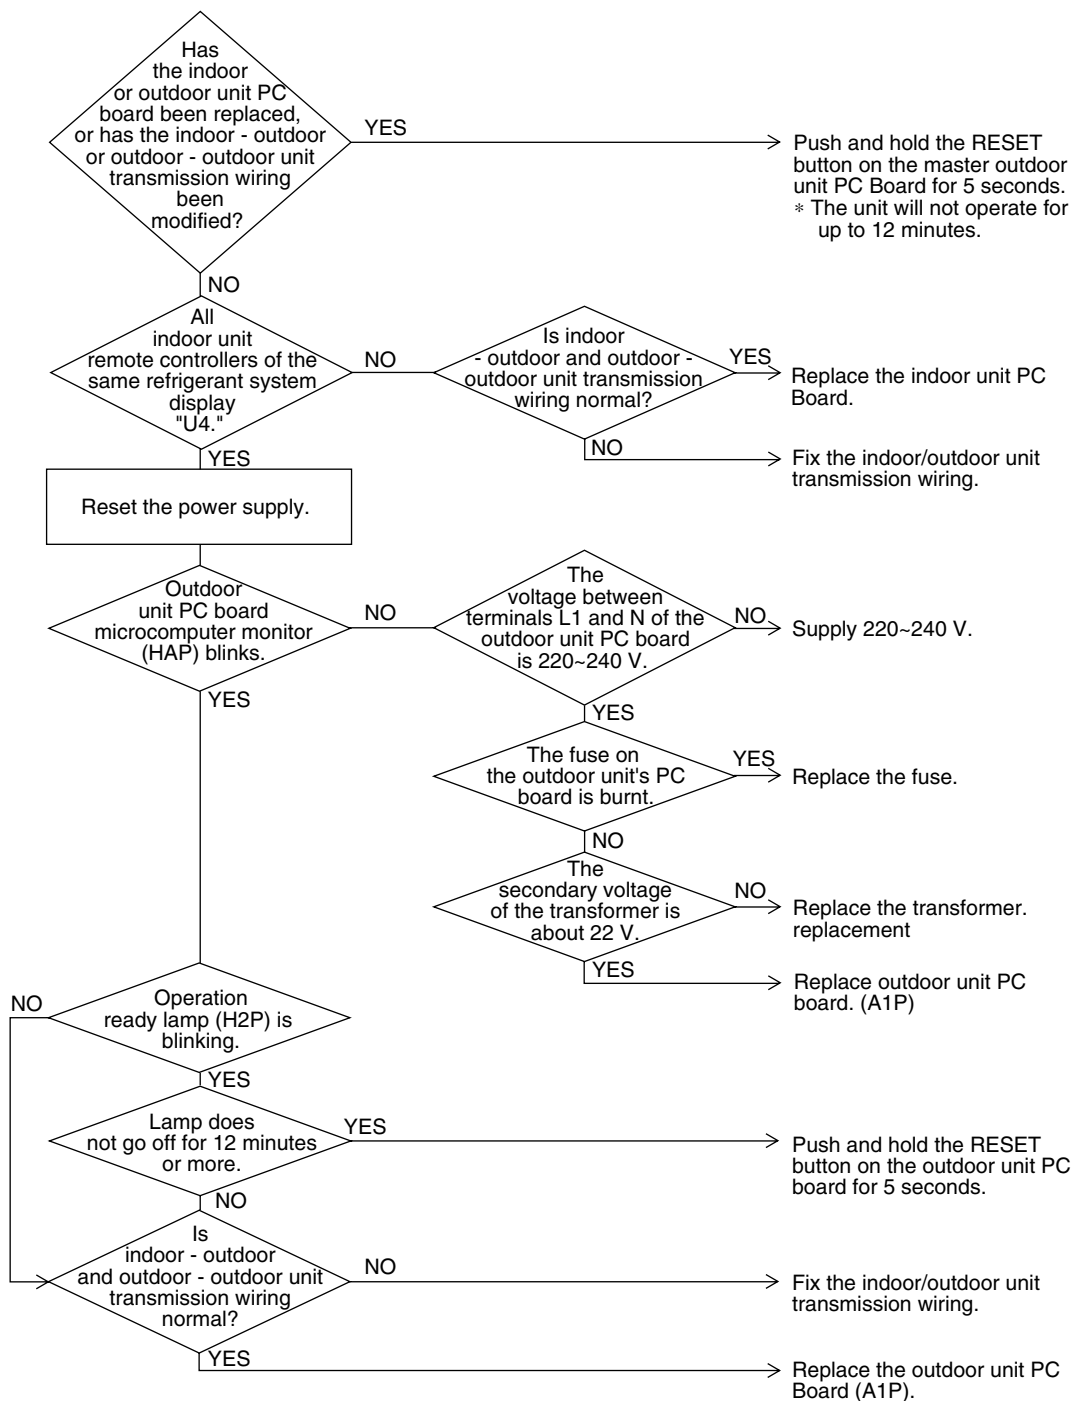 Has
the indoor
or outdoor unit PC
board been replaced,
or has the indoor - outdoor
or outdoor - outdoor unit
transmission wiring
been
modified?
YES
Push and hold the RESET
button on the master outdoor
unit PC Board for 5 seconds.
* The unit will not operate for
up to 12 minutes.
NO
All
indoor unit
remote controllers of the
same refrigerant system
display
"U4."
NO
Is indoor
- outdoor and outdoor -
outdoor unit transmission
wiring normal?
YES
Replace the indoor unit PC
Board.
NO
Fix the indoor/outdoor unit
transmission wiring.
YES
Reset the power supply.
Outdoor
unit PC board
microcomputer monitor
(HAP) blinks.
NO
The
voltage between
terminals L1 and N of the
outdoor unit PC board
is 220~240 V.
NO
Supply 220~240 V.
YES
YES
The fuse on
the outdoor unit's PC
board is burnt.
YES
Replace the fuse.
NO
The
secondary voltage
of the transformer is
about 22 V.
NO
Replace the transformer.
replacement
YES
Replace outdoor unit PC
board. (A1P)
NO
Operation
ready lamp (H2P) is
blinking.
YES
Lamp does
not go off for 12 minutes
or more.
YES
Push and hold the RESET
button on the outdoor unit PC
board for 5 seconds.
NO
Is
indoor - outdoor
and outdoor - outdoor unit
transmission wiring
normal?
NO
Fix the indoor/outdoor unit
transmission wiring.
YES
Replace the outdoor unit PC
Board (A1P).